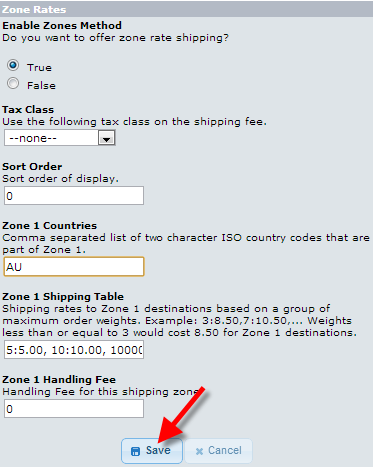 Zone Rates
Enable Zones Method
Do you want to offer zone rate shipping?
True
False
Tax Class
Use the following tax class on the shipping fee.
--none--
Sort Order
Sort order of display.
0
Zone 1 Countries
Comma separated list of two character ISO country codes that are
part of Zone 1.
AU
Zone 1 Shipping Table
Shipping rates to Zone 1 destinations based on a group of
maximum order weights. Example: 3:8.50,7:10.50,... Weights
less than or equal to 3 would cost 8.50 for Zone 1 destinations.
5:5.00, 10:10.00, 10000
Zone 1 Handling Fee
Handling Fee for this shipping zone
0
Save
Cancel